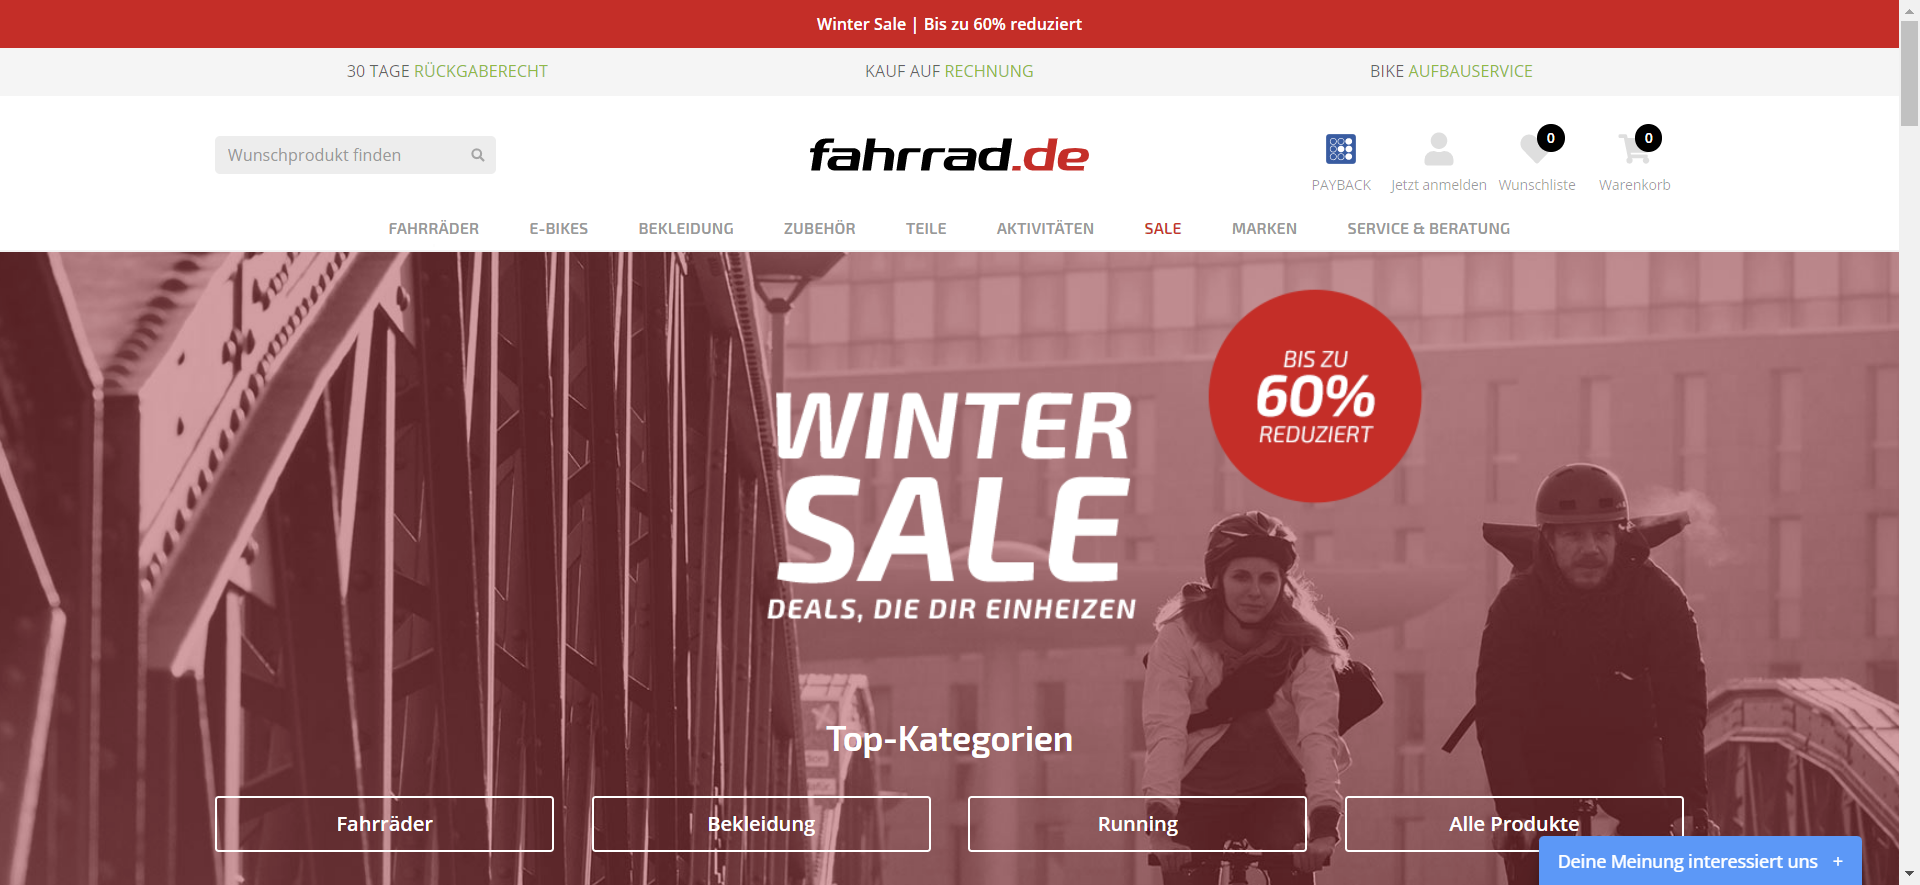 Winter Sale | Bis zu 60% reduziert
30 TAGE RÜCKGABERECHT
KAUF AUF RECHNUNG
BIKE AUFBAUSERVICE
Wunschprodukt finden
fahrrad.de
0
0
PAYBACK
Jetzt anmelden
Wunschliste
Warenkorb
FAHRRÄDER
E-BIKES
BEKLEIDUNG
ZUBEHÖR
TEILE
AKTIVITÄTEN
SALE
MARKEN
SERVICE & BERATUNG
BIS ZU
60%
REDUZIERT
WINTER
SALE
DEALS, DIE DIR EINHEIZEN
Top-Kategorien
Fahrräder
Bekleidung
Running
Alle Produkte
Deine Meinung interessiert uns +